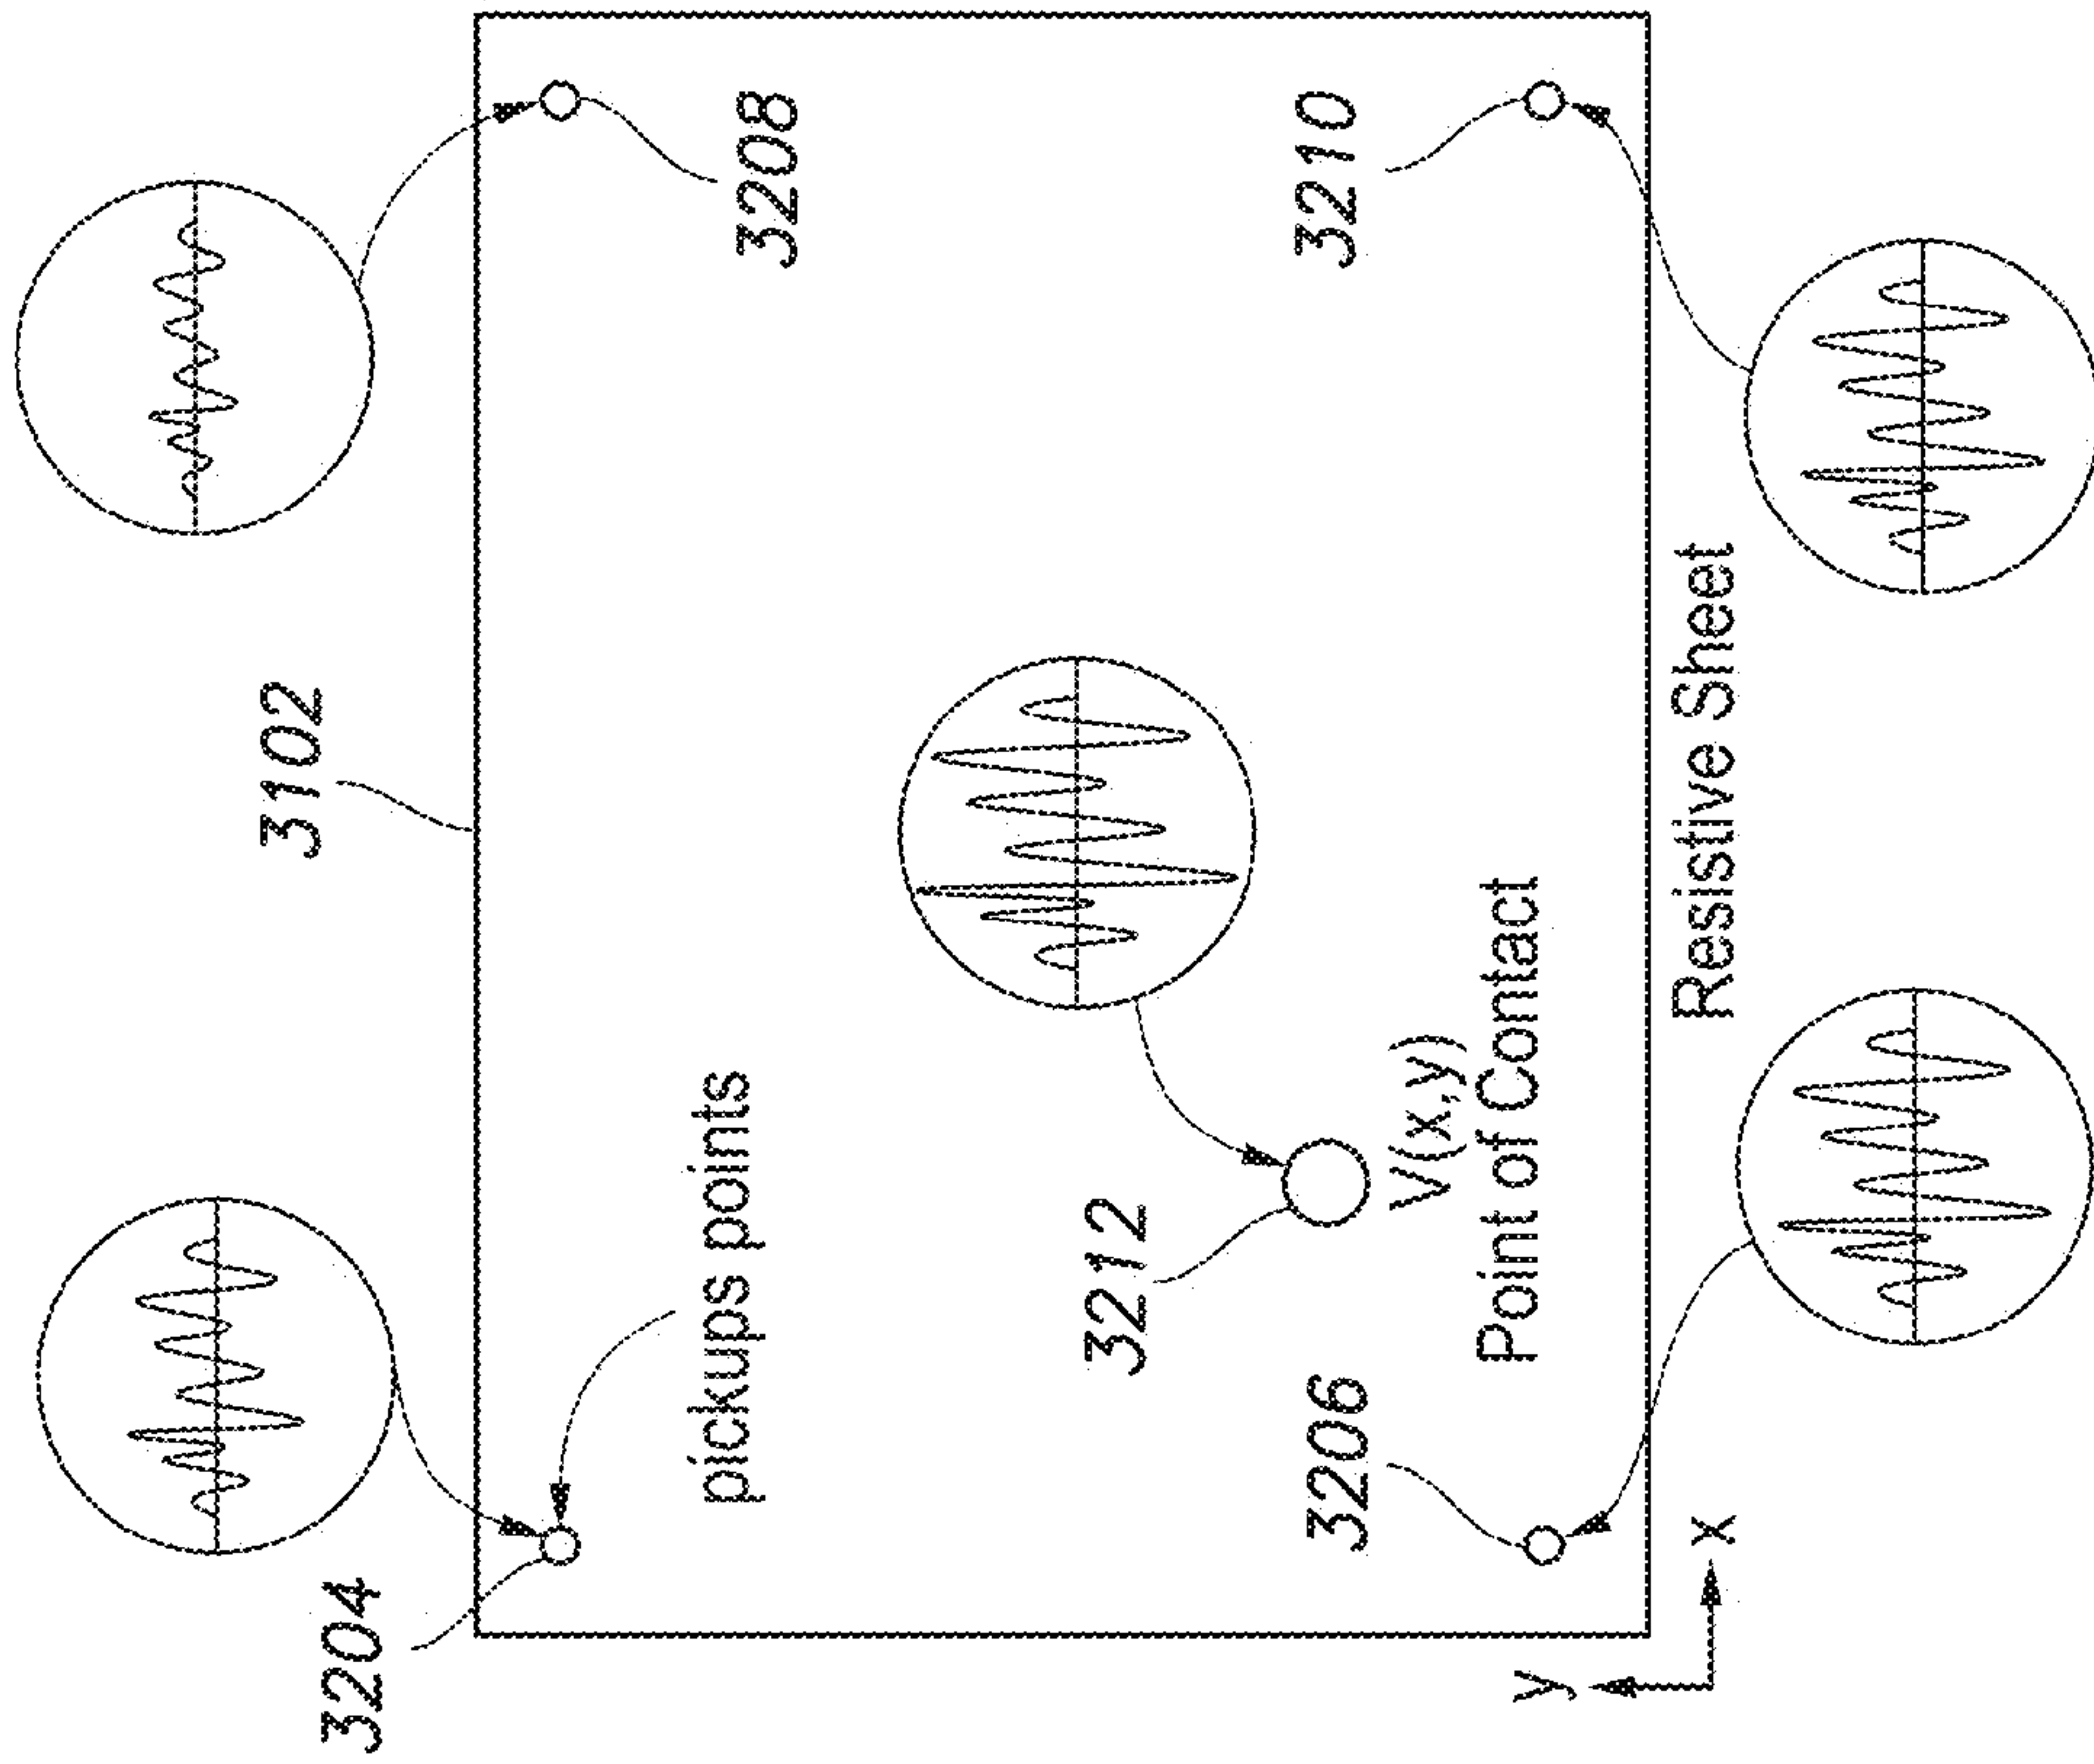 3204
3102
pickups points
3208
3212
3206
3210
V(x,y)
Point of Contact
y
x
Resistive Sheet